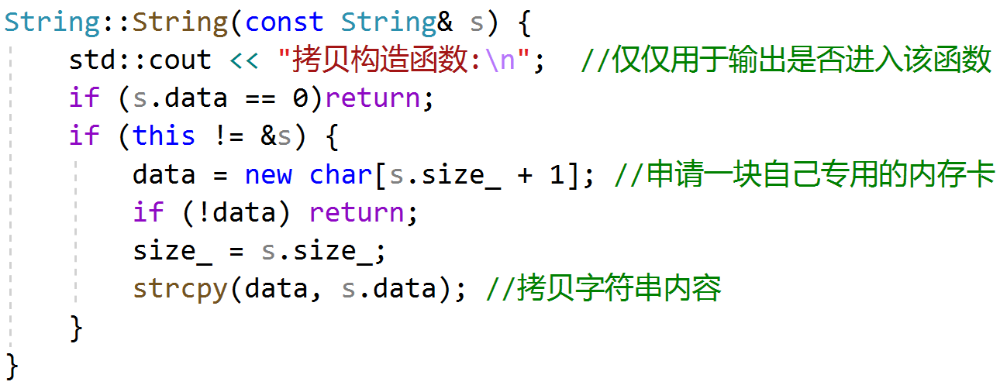 String::String(const String& s) {
    std::cout << "拷贝构造函数:\n";  //仅仅用于输出是否进入该函数
    if (s.data == 0)return;
    if (this != &s) {
        data = new char[s.size_ + 1]; //申请一块自己专用的内存卡
        if (!data) return;
        size_ = s.size_;
        strcpy(data, s.data); //拷贝字符串内容
    }
}